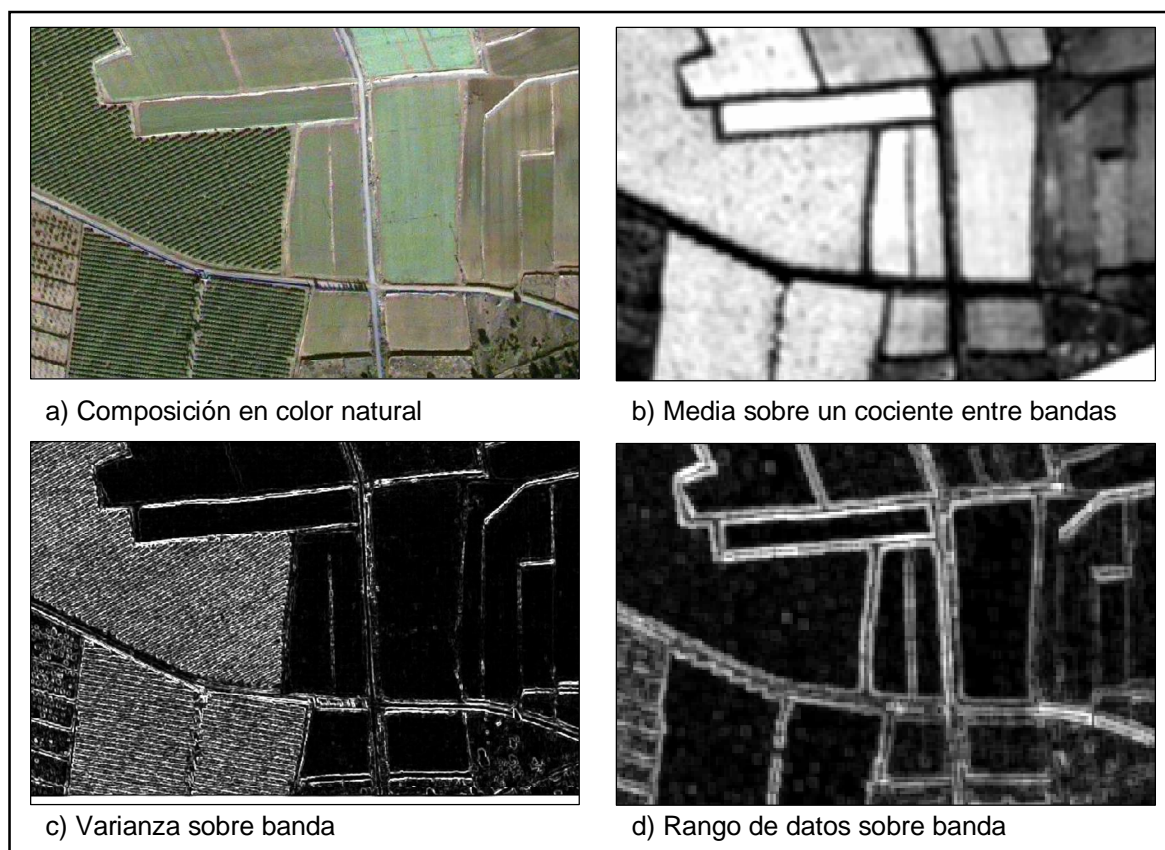 a) Composición en color natural
b) Media sobre un cociente entre bandas
c) Varianza sobre banda
d) Rango de datos sobre banda